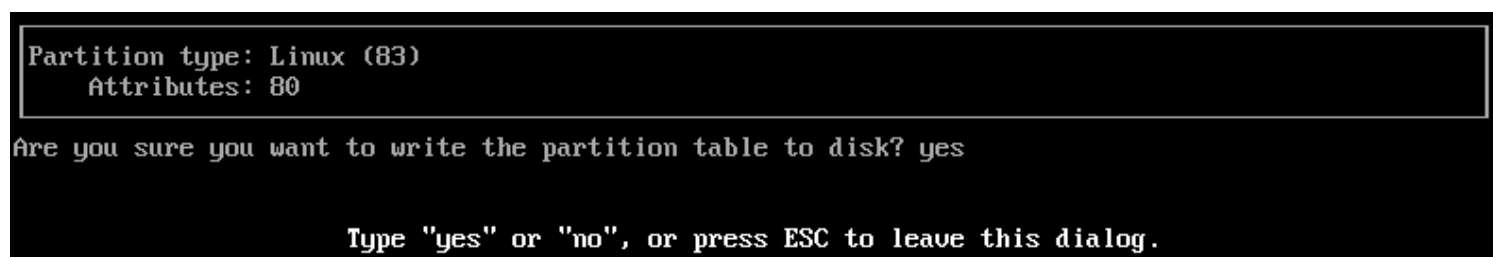 Partition type: Linux (83)
Attributes: 80
Are you sure you want to write the partition table to disk? yes
Type "yes" or "no", or press ESC to leave this dialog.